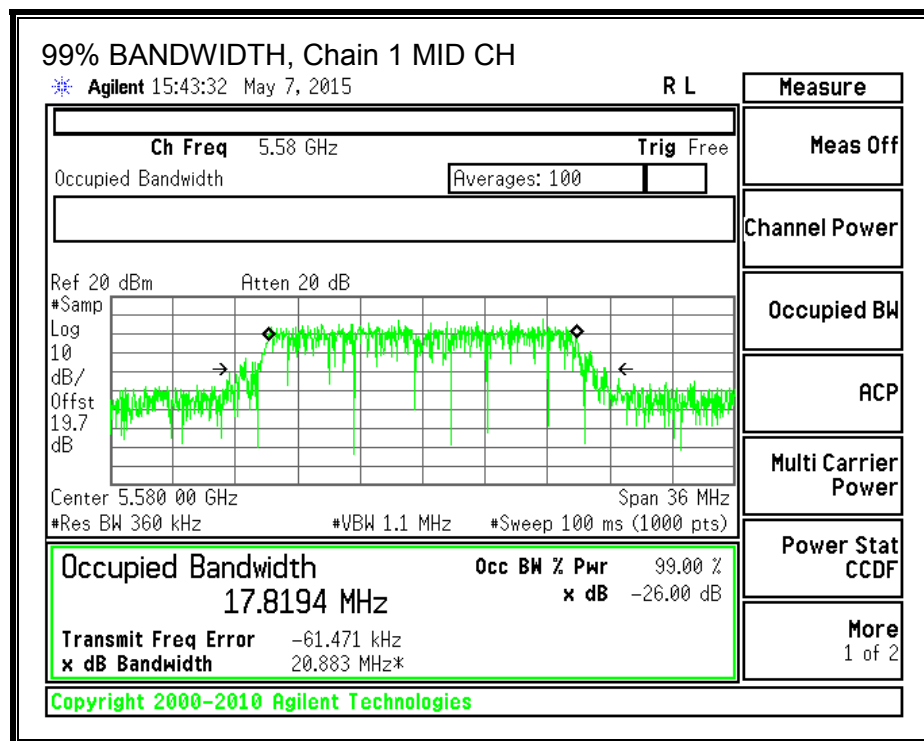 99% BANDWIDTH, Chain 1 MID CH
Agilent 15:43:32 May 7, 2015 R L
Measure
Ch Freq 5.58 GHz Trig Free
Meas Off
Occupied Bandwidth Averages: 100
Channel Power
Ref 20 dBm Atten 20 dB
#Samp
Log
10
dB/
Offst
19.7
dB
Occupied BW
ACP
Multi Carrier
Power
Center 5.580 00 GHz Span 36 MHz
#Res BW 360 kHz #VBW 1.1 MHz #Sweep 100 ms (1000 pts)
Power Stat
CCDF
Occupied Bandwidth Occ BW % Pwr 99.00 %
17.8194 MHz x dB -26.00 dB
Transmit Freq Error -61.471 kHz
x dB Bandwidth 20.883 MHz*
More
1 of 2
Copyright 2000-2010 Agilent Technologies